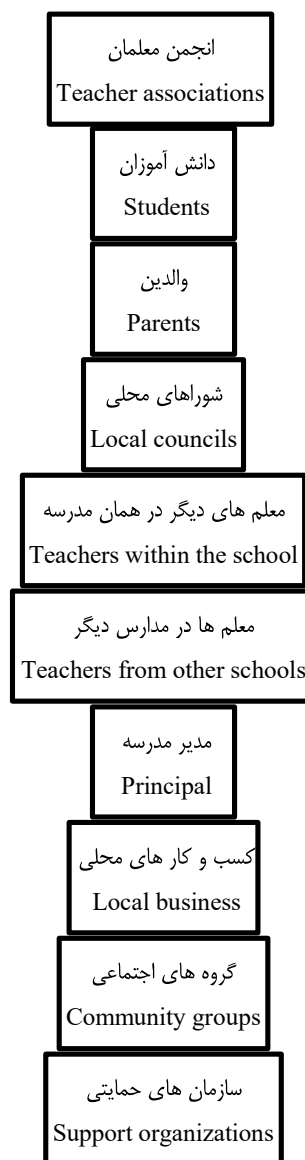 انجمن معلمان
Teacher associations
دانش آموزان
Students
والدین
Parents
شوراهای محلی
Local councils
معلم های دیگر در همان مدرسه
Teachers within the school
معلم ها در مدارس دیگر
Teachers from other schools
مدیر مدرسه
Principal
کسب و کار های محلی
Local business
گروه های اجتماعی
Community groups
سازمان های حمایتی
Support organizations